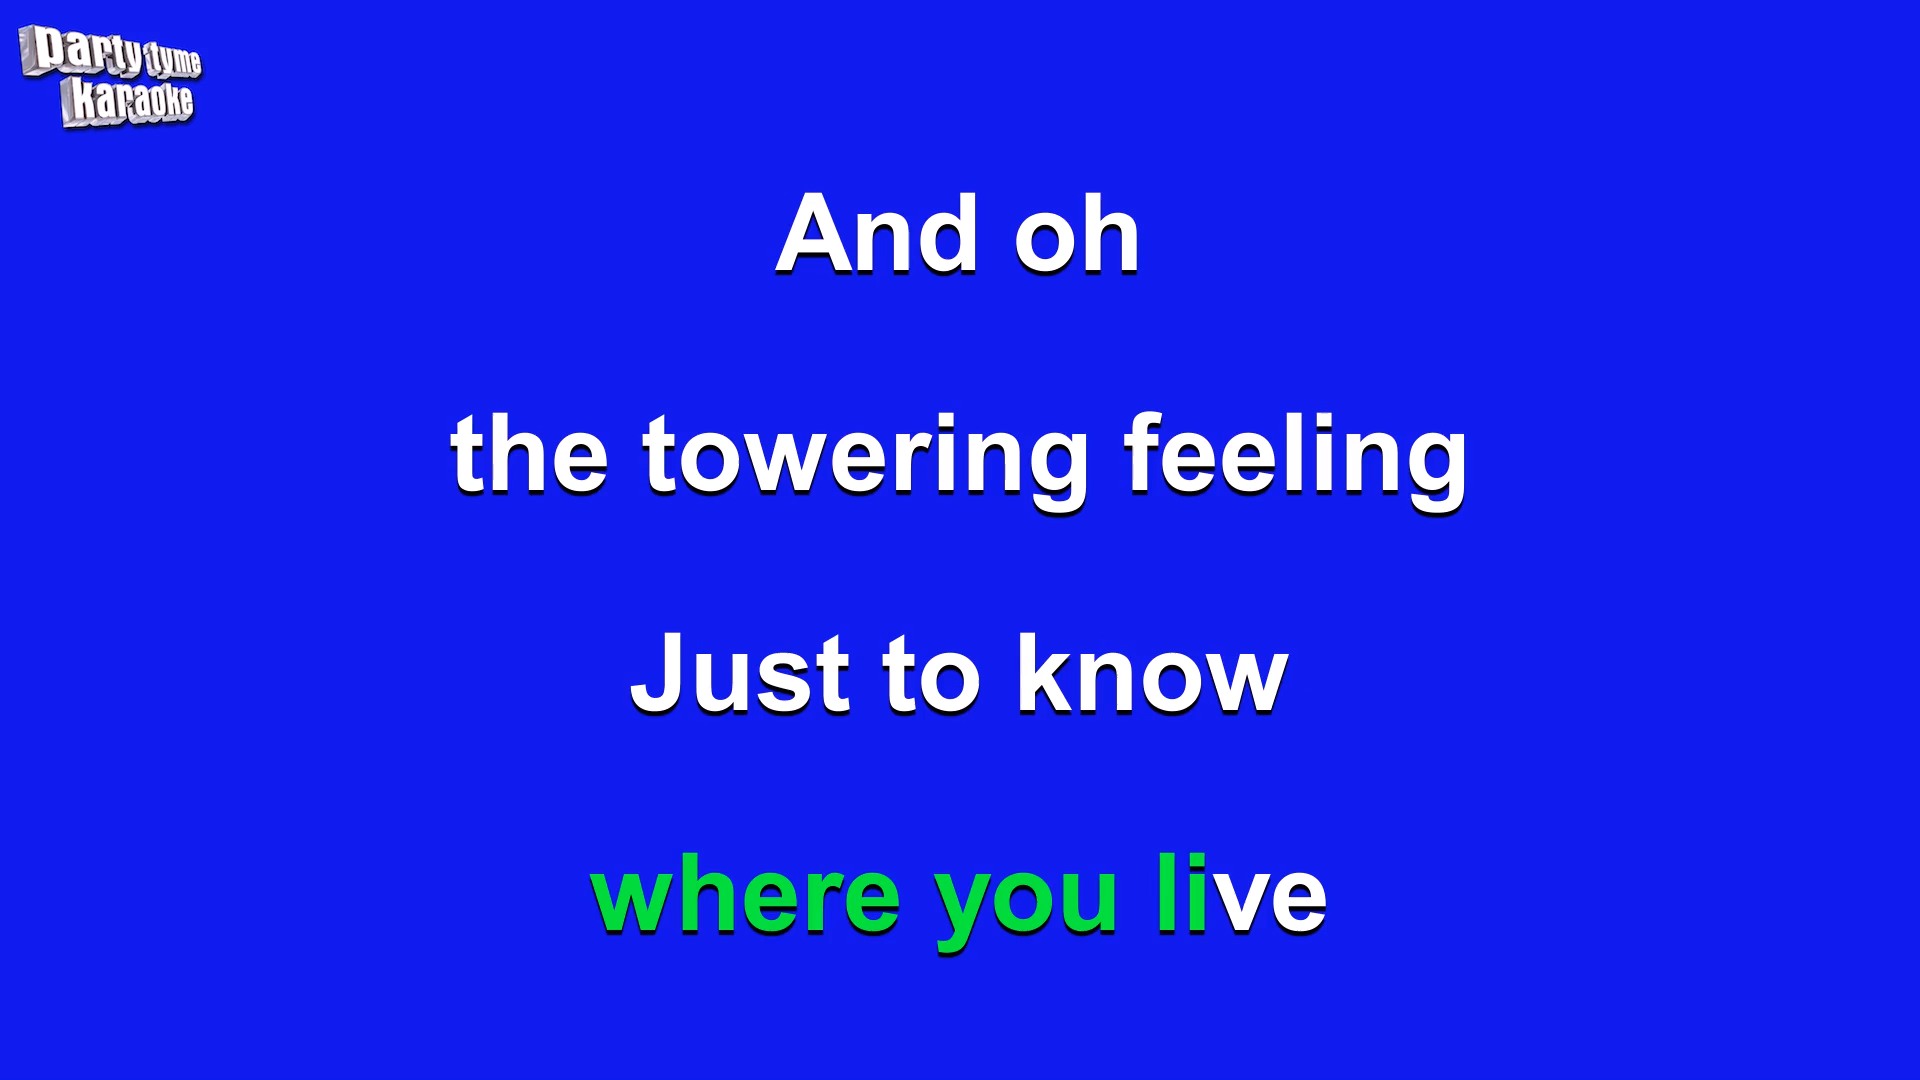 party tyme
karaoke
And oh
the towering feeling
Just to know
where you live